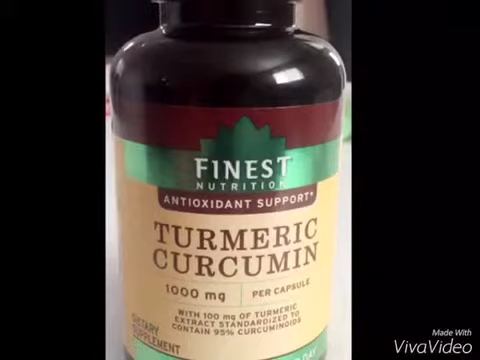 FINEST
NUTRITION
ANTIOXIDANT SUPPORT*
TURMERIC
CURCUMIN
1000 mg PER CAPSULE
WITH 100 mg OF TURMERIC
EXTRACT STANDARDIZED TO
CONTAIN 95% CURCUMINOIDS
DIETARY
SUPPLEMENT
DAY
Made With
VivaVideo